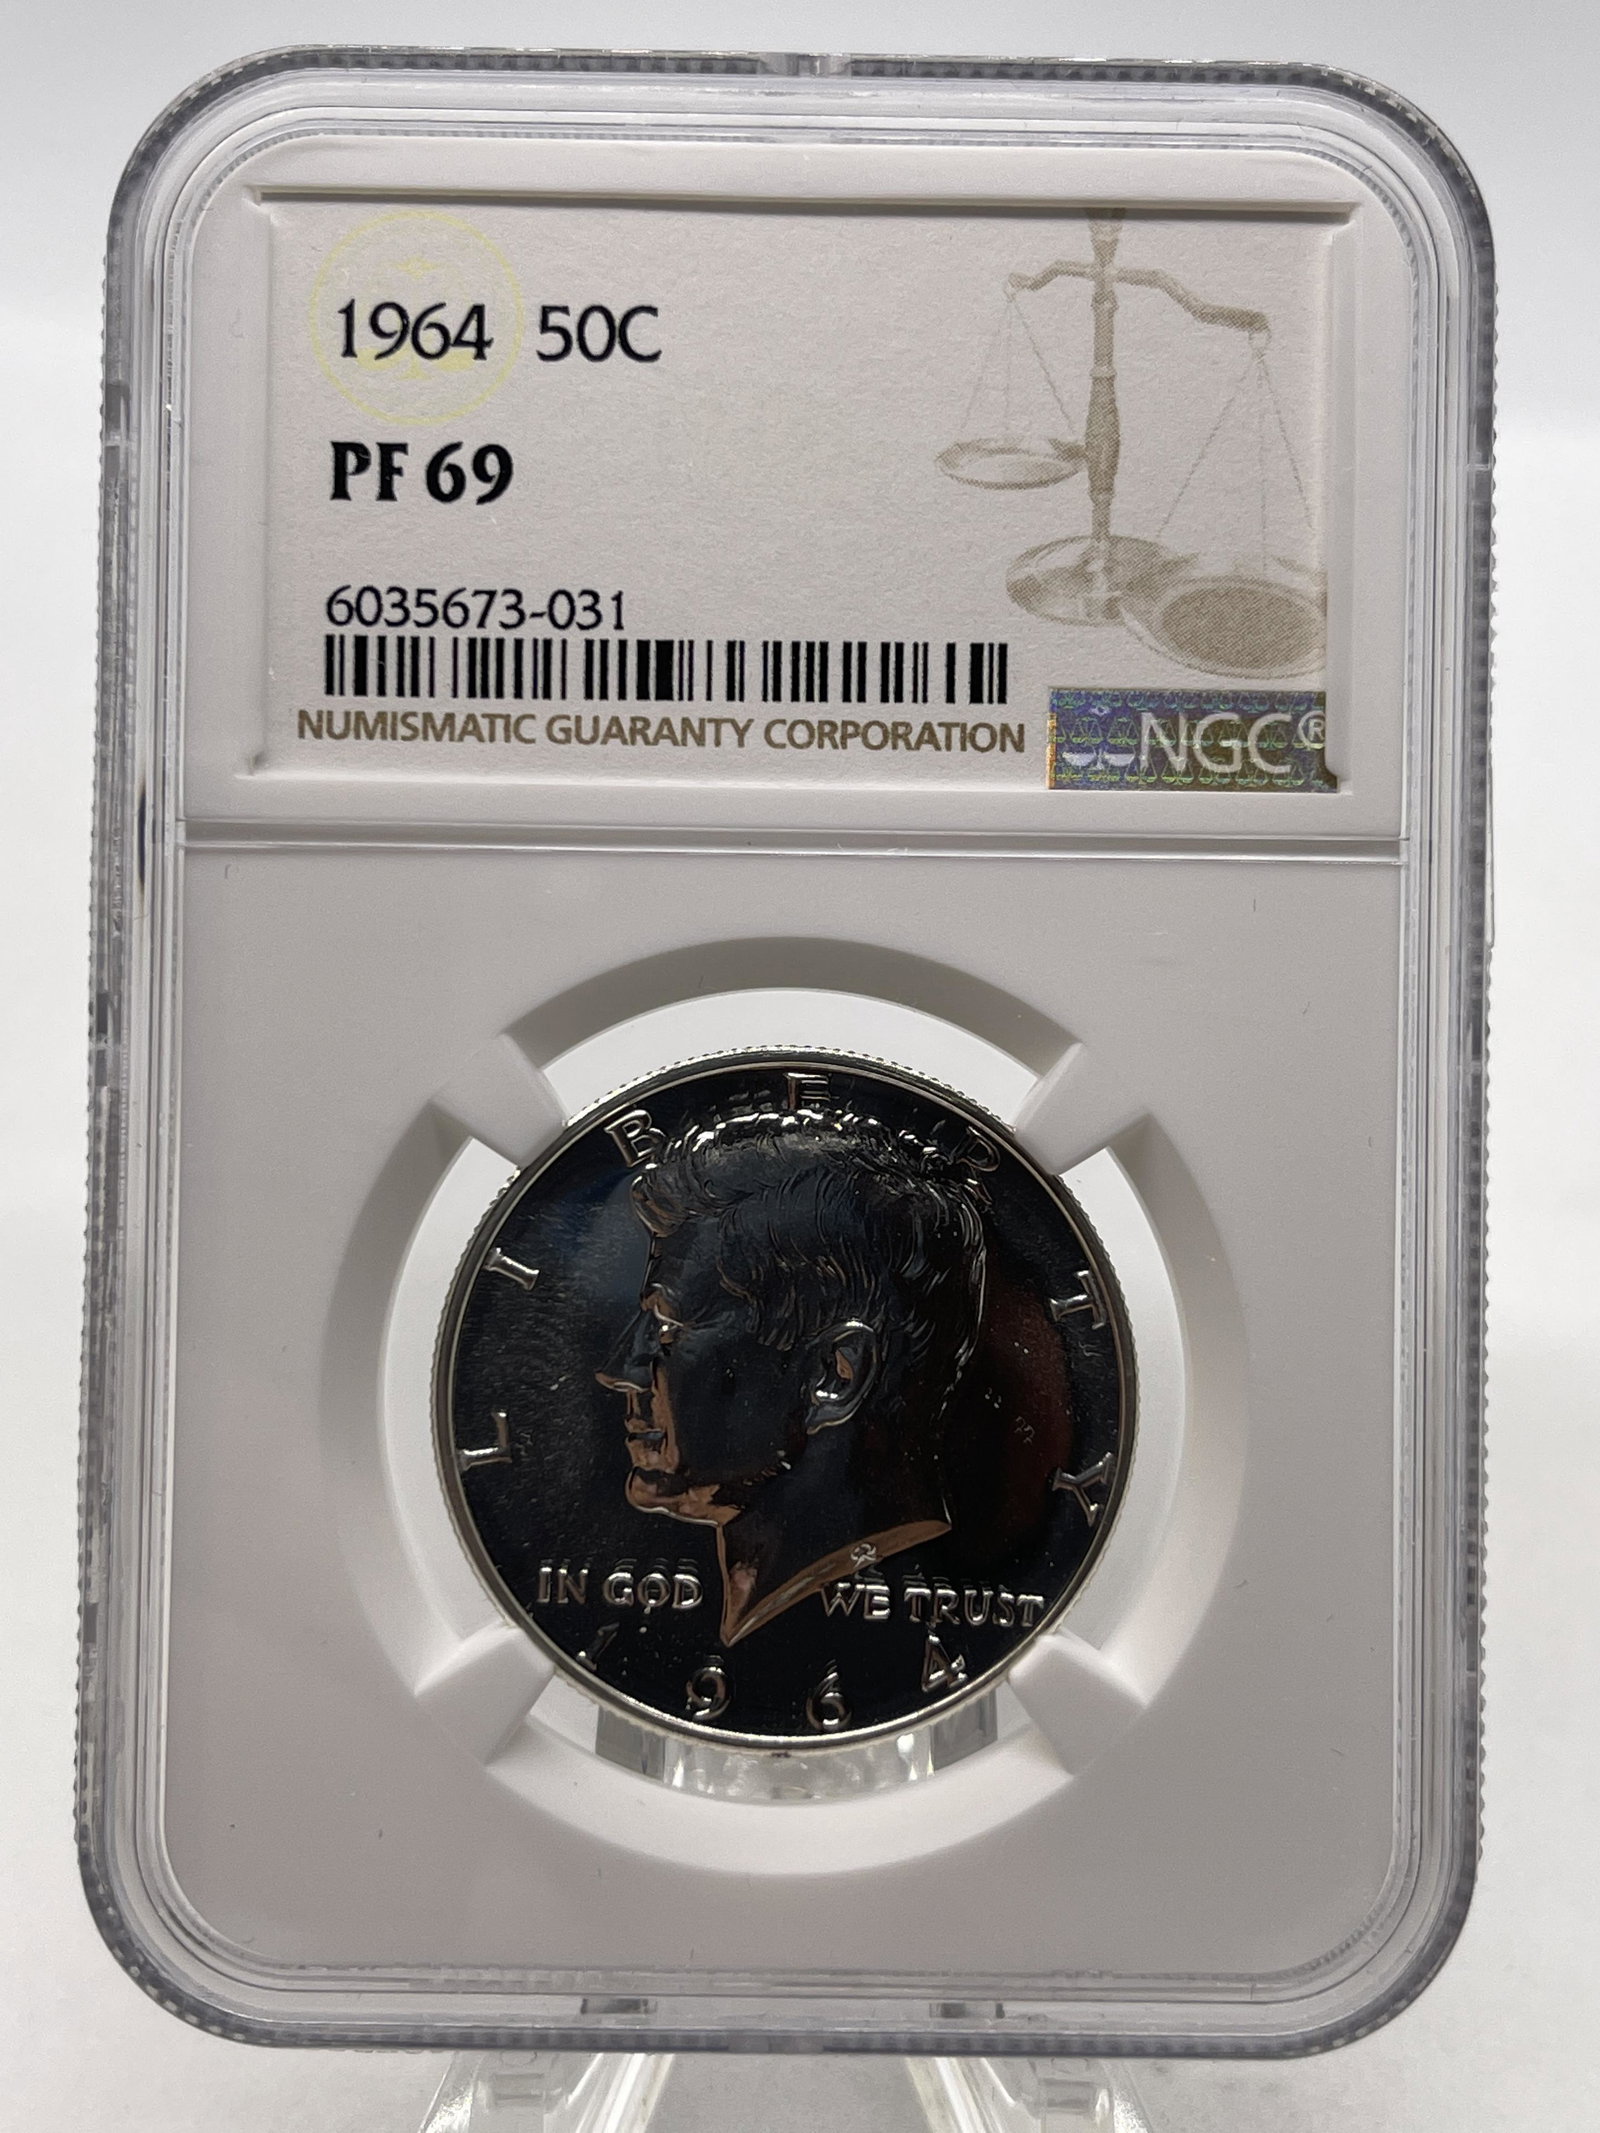 1964 50C
PF 69
6035673-031
NUMISMATIC GUARANTY CORPORATION
NGC®
LIBERTY
IN GOD WE TRUST
1964